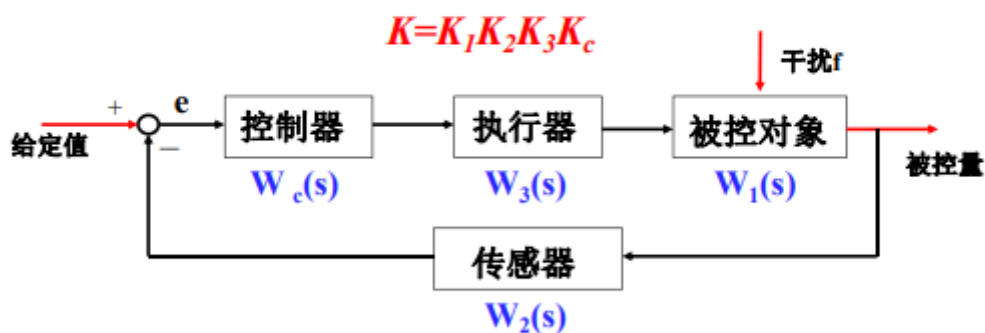 K=K₁K₂K₃K_c
干扰f
+ e 控制器 执行器 被控对象
给定值 − 被控量
W c(s) W₃(s) W₁(s)
传感器
W₂(s)